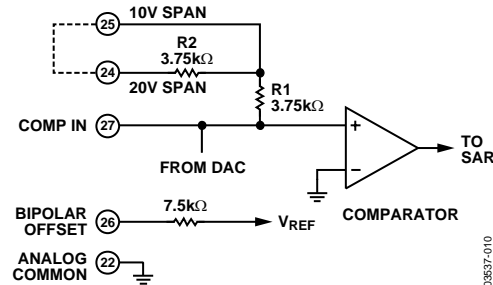 25
10V SPAN
R2
3.75kΩ
24
20V SPAN
R1
3.75kΩ
COMP IN 27
+
−
TO
SAR
FROM DAC
COMPARATOR
BIPOLAR
OFFSET
26
7.5kΩ
VREF
ANALOG
COMMON
22
03537-010